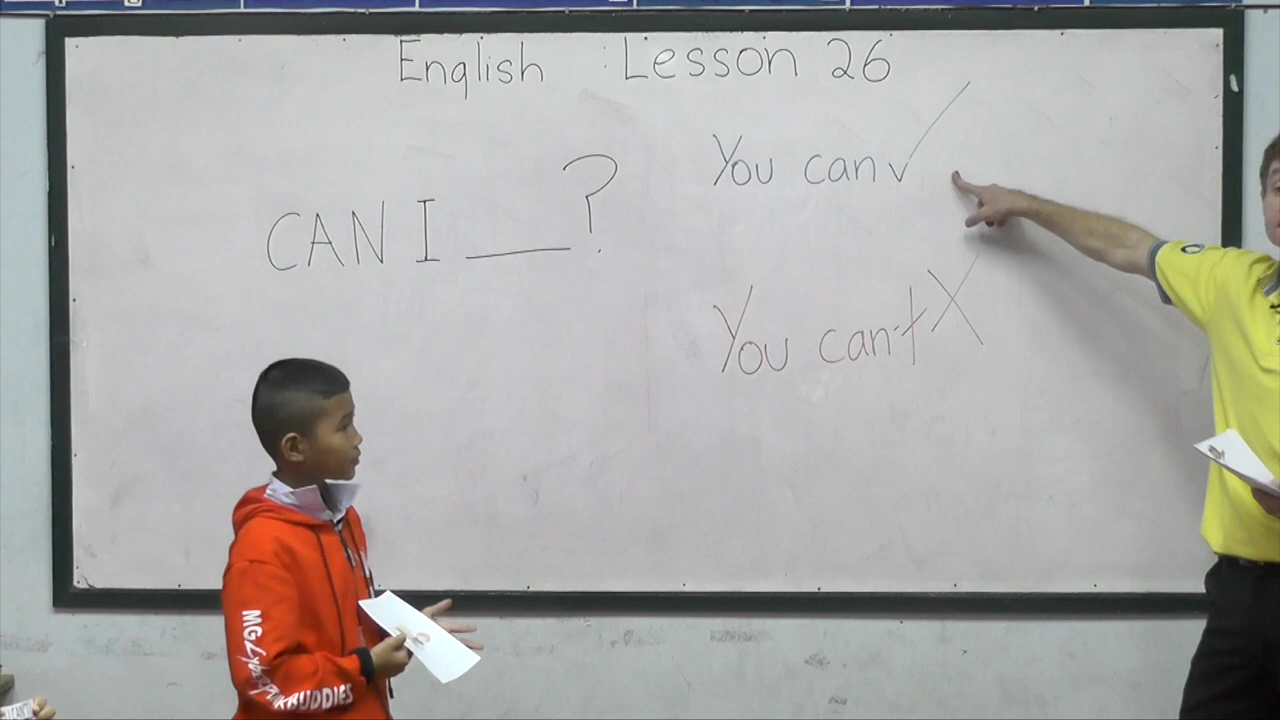 English : Lesson 26
CAN I ___?
You can ✓
You can't X
MG
BUDDIES